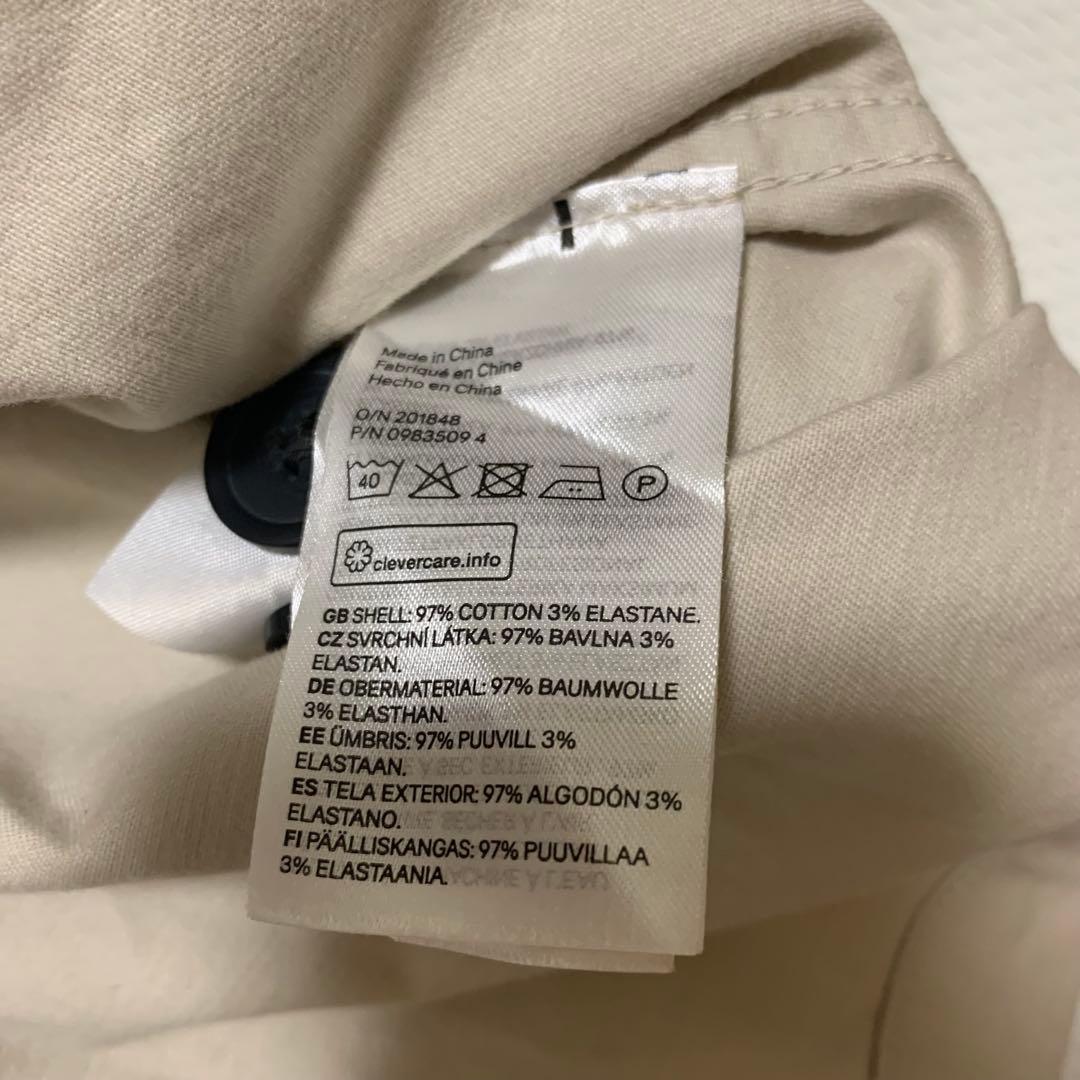 Made in China
Fabriqué en Chine
Hecho en China
O/N 201848
P/N 0983509 4
40
P
clevercare.info
GB SHELL: 97% COTTON 3% ELASTANE.
CZ SVRCHNÍ LÁTKA: 97% BAVLNA 3%
ELASTAN.
DE OBERMATERIAL: 97% BAUMWOLLE
3% ELASTHAN.
EE ÜMBRIS: 97% PUUVILL 3%
ELASTAAN.
ES TELA EXTERIOR: 97% ALGODÓN 3%
ELASTANO.
FI PÄÄLLISKANGAS: 97% PUUVILLAA
3% ELASTAANIA.